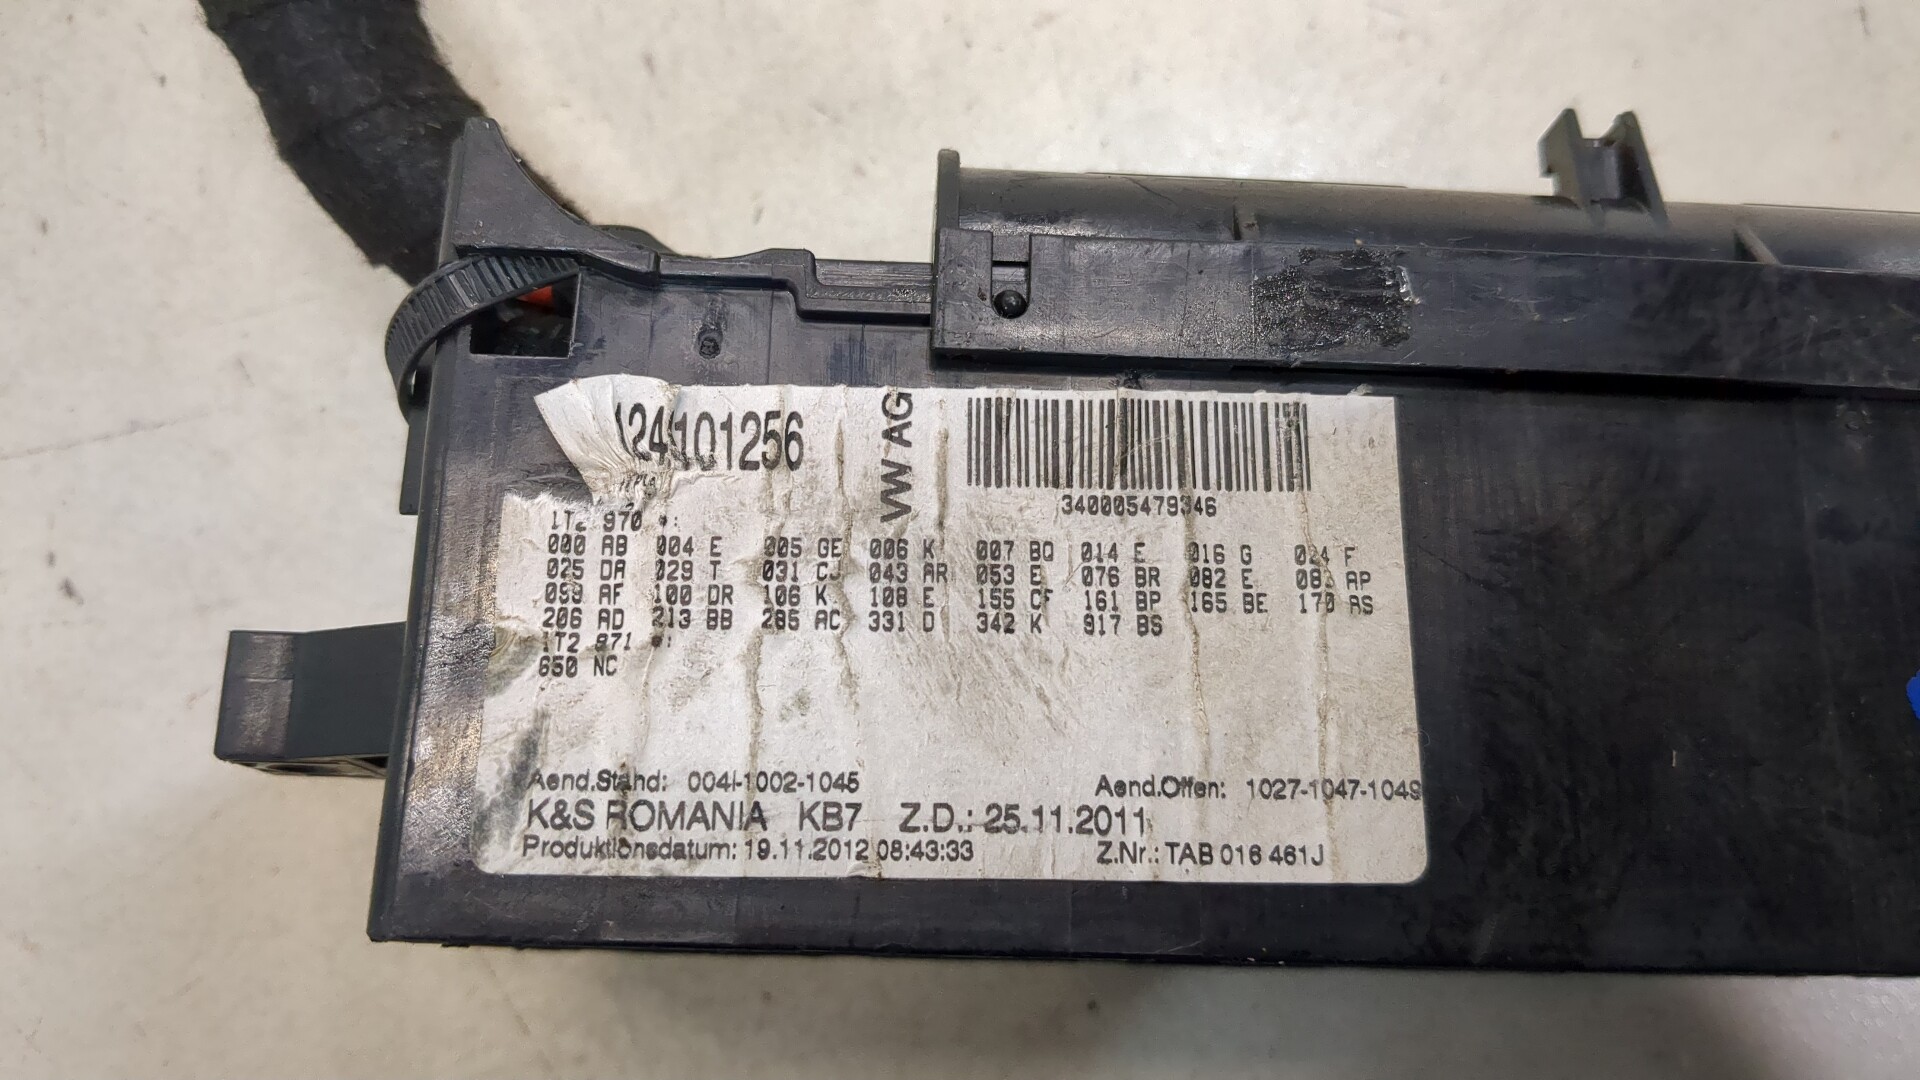 124101256
VW AG
340005479346
1T2 970 *:
000 AB 004 E 005 GE 006 K 007 BQ 014 E 016 G 024 F
025 DA 029 T 031 CJ 043 AR 053 E 076 BR 082 E AP
099 AF 100 DR 106 K 108 E 155 CF 161 BP 165 BE 170 AS
206 AD 213 BB 285 AC 331 D 342 K 917 BS
1T2 971 *:
650 NC
Aend.Stand: 004I-1002-1045 Aend.Offen: 1027-1047-1049
K&S ROMANIA KB7 Z.D.: 25.11.2011
Produktionsdatum: 19.11.2012 08:43:33 Z.Nr.: TAB 016 461J